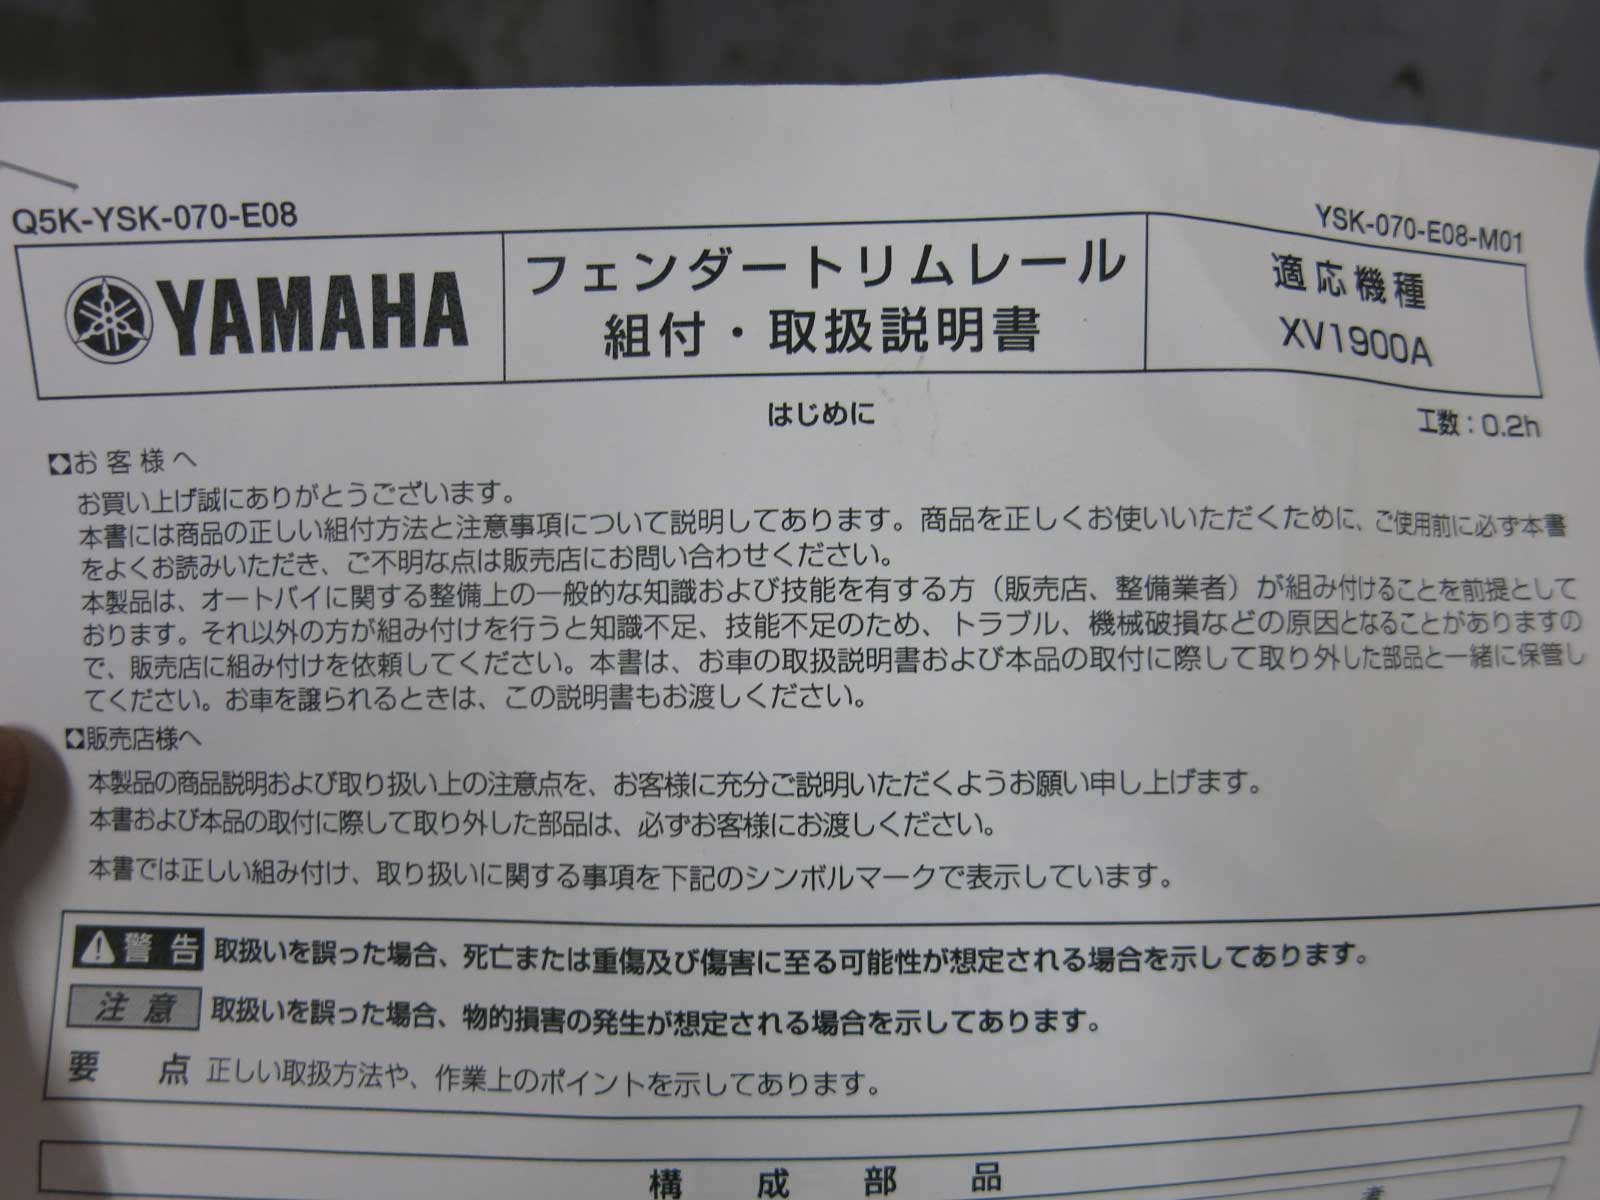 Q5K-YSK-070-E08
YSK-070-E08-M01
YAMAHA
フェンダートリムレール
組付・取扱説明書
適応機種
XV1900A
はじめに
工数：0.2h
お客様へ
お買い上げ誠にありがとうございます。
本書には商品の正しい組付方法と注意事項について説明してあります。商品を正しくお使いいただくために、ご使用前に必ず本書
をよくお読みいただき、ご不明な点は販売店にお問い合わせください。
本製品は、オートバイに関する整備上の一般的な知識および技能を有する方（販売店、整備業者）が組み付けることを前提として
おります。それ以外の方が組み付けを行うと知識不足、技能不足のため、トラブル、機械破損などの原因となることがありますの
で、販売店に組み付けを依頼してください。本書は、お車の取扱説明書および本品の取付に際して取り外した部品と一緒に保管し
てください。お車を譲られるときは、この説明書もお渡しください。
販売店様へ
本製品の商品説明および取り扱い上の注意点を、お客様に充分ご説明いただくようお願い申し上げます。
本書および本品の取付に際して取り外した部品は、必ずお客様にお渡しください。
本書では正しい組み付け、取り扱いに関する事項を下記のシンボルマークで表示しています。
警告 取扱いを誤った場合、死亡または重傷及び傷害に至る可能性が想定される場合を示してあります。
注意 取扱いを誤った場合、物的損害の発生が想定される場合を示してあります。
要点 正しい取扱方法や、作業上のポイントを示してあります。
構成部品